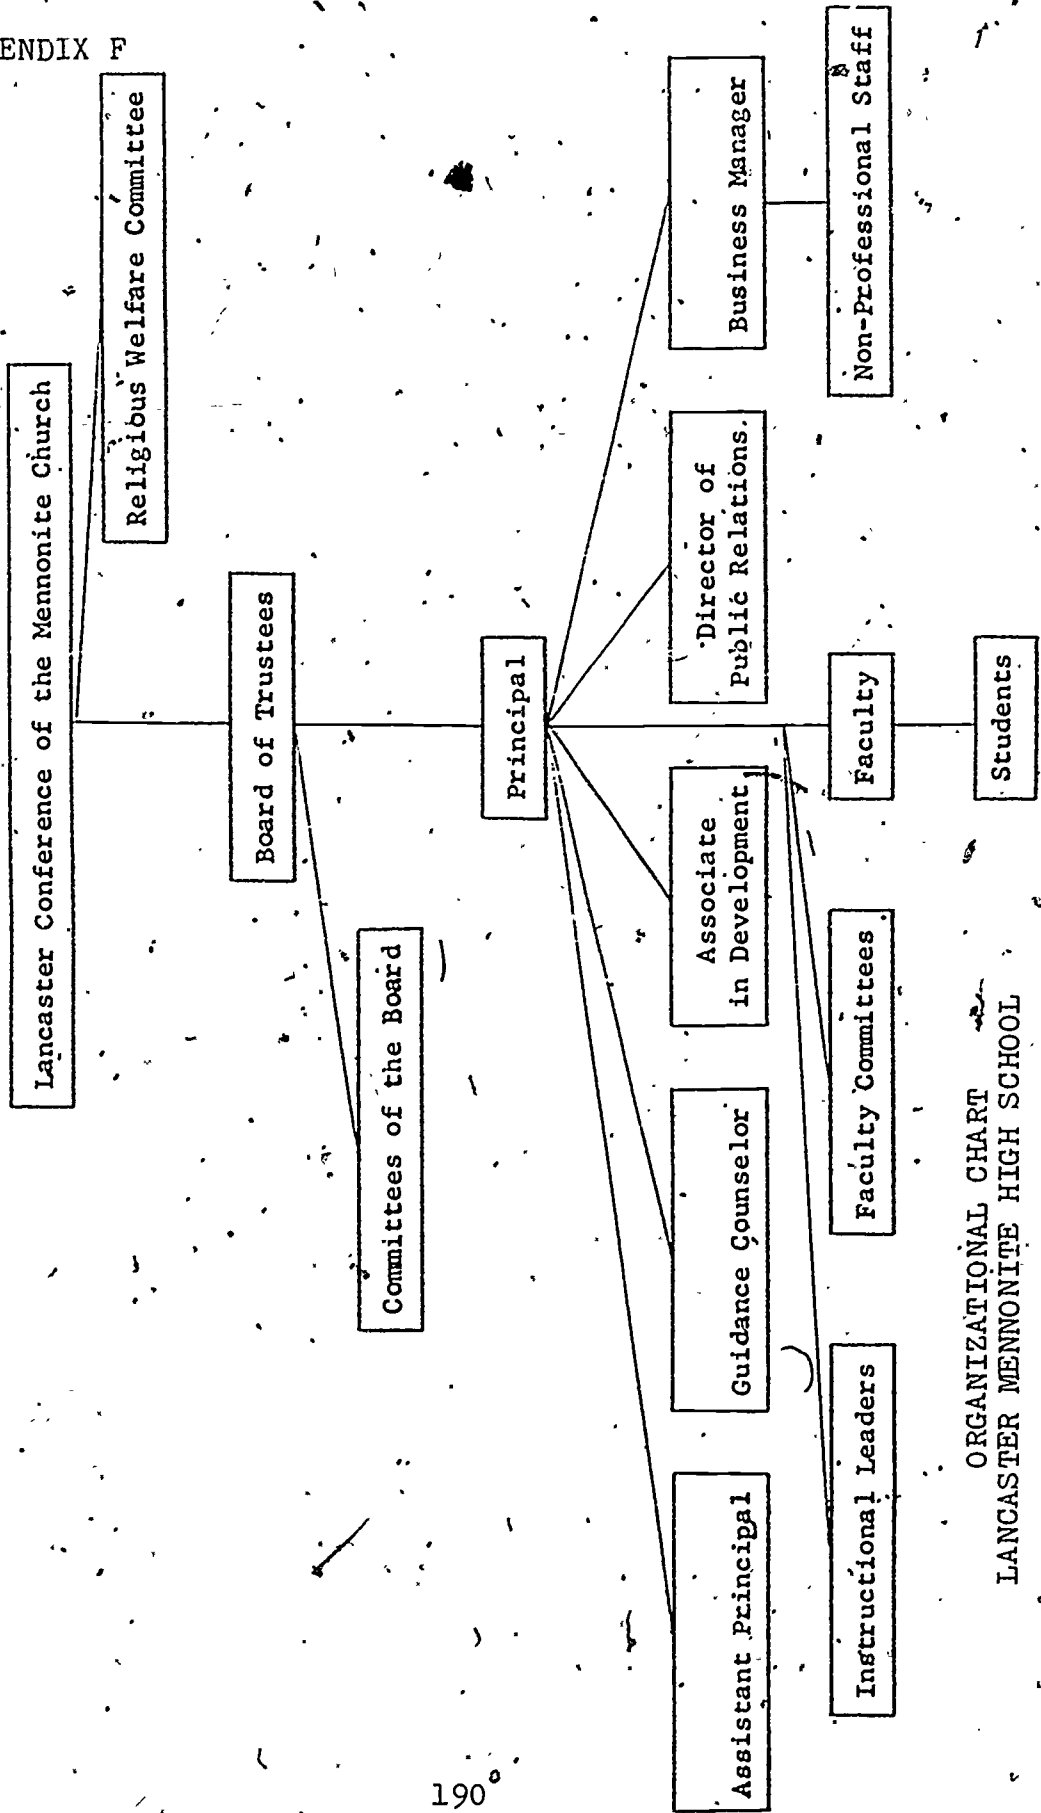 ENDIX F
Lancaster Conference of the Mennonite Church
Religious Welfare Committee
Board of Trustees
Committees of the Board
Principal
Assistant Principal
Guidance Counselor
Associate
in Development
Director of
Public Relations
Business Manager
Instructional Leaders
Faculty Committees
Faculty
Non-Professional Staff
Students
ORGANIZATIONAL CHART
LANCASTER MENNONITE HIGH SCHOOL
190